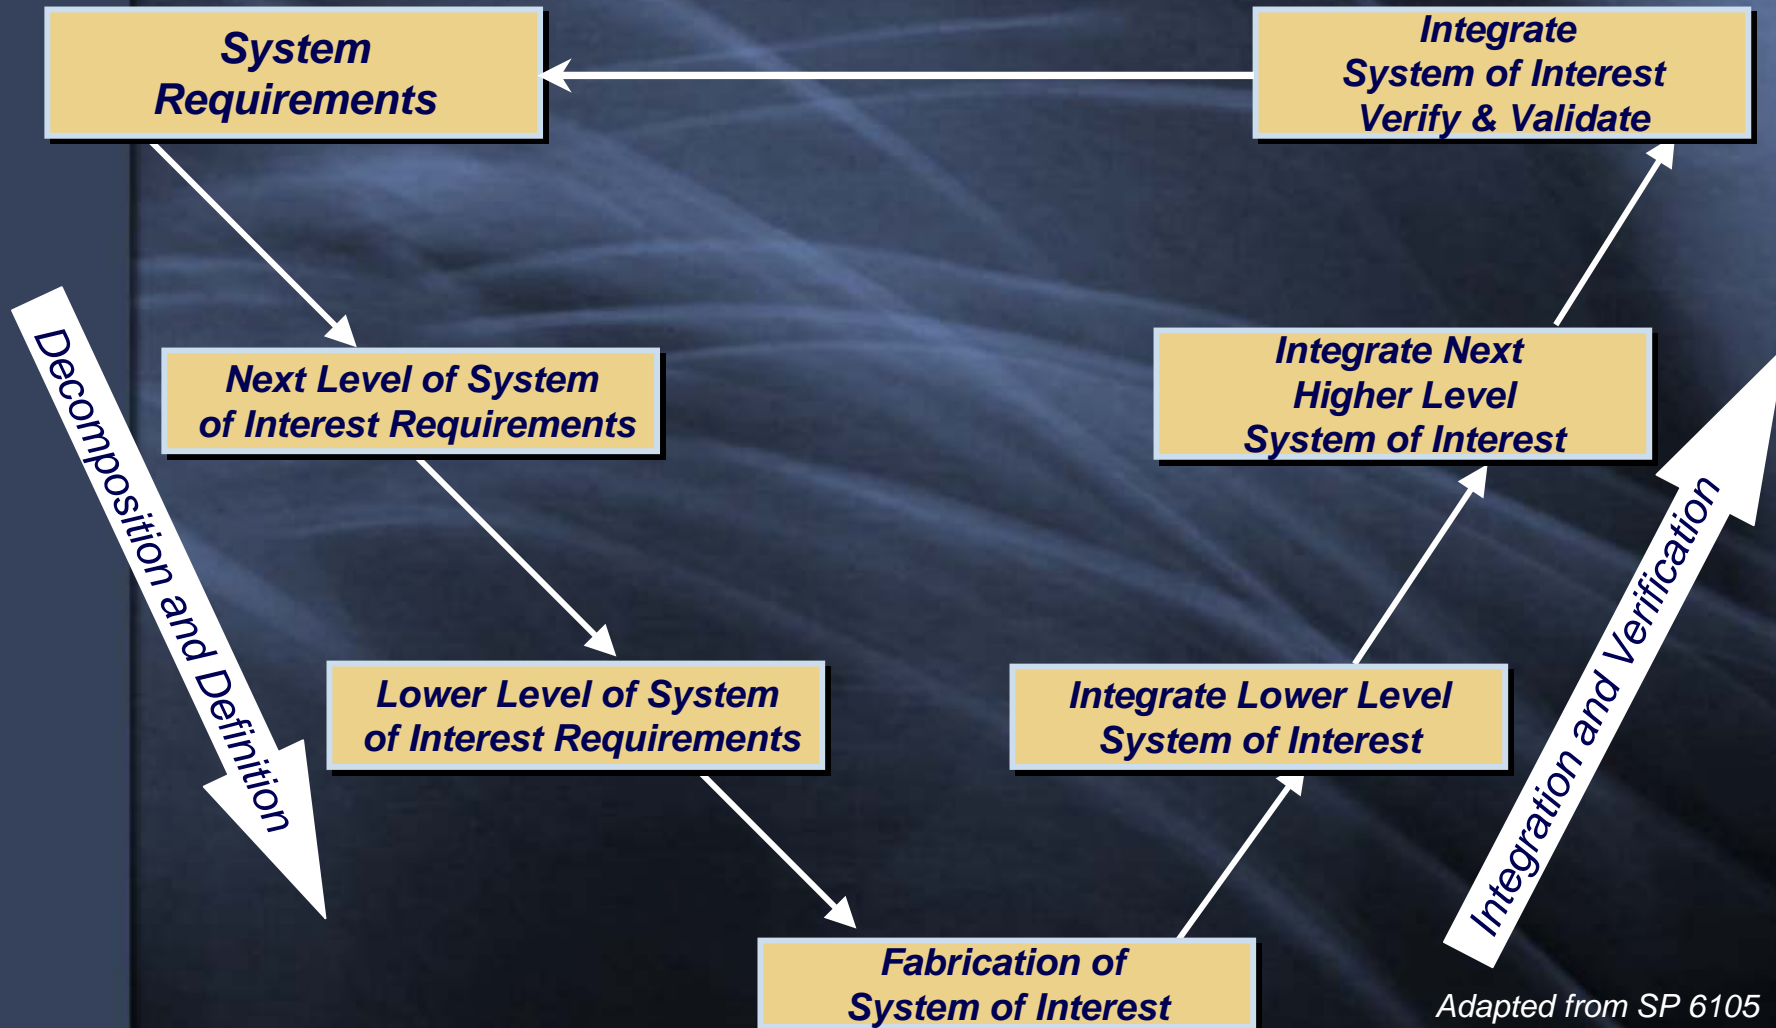 System
Requirements
Integrate
System of Interest
Verify & Validate
Decomposition and Definition
Next Level of System
of Interest Requirements
Integrate Next
Higher Level
System of Interest
Integration and Verification
Lower Level of System
of Interest Requirements
Integrate Lower Level
System of Interest
Fabrication of
System of Interest
Adapted from SP 6105